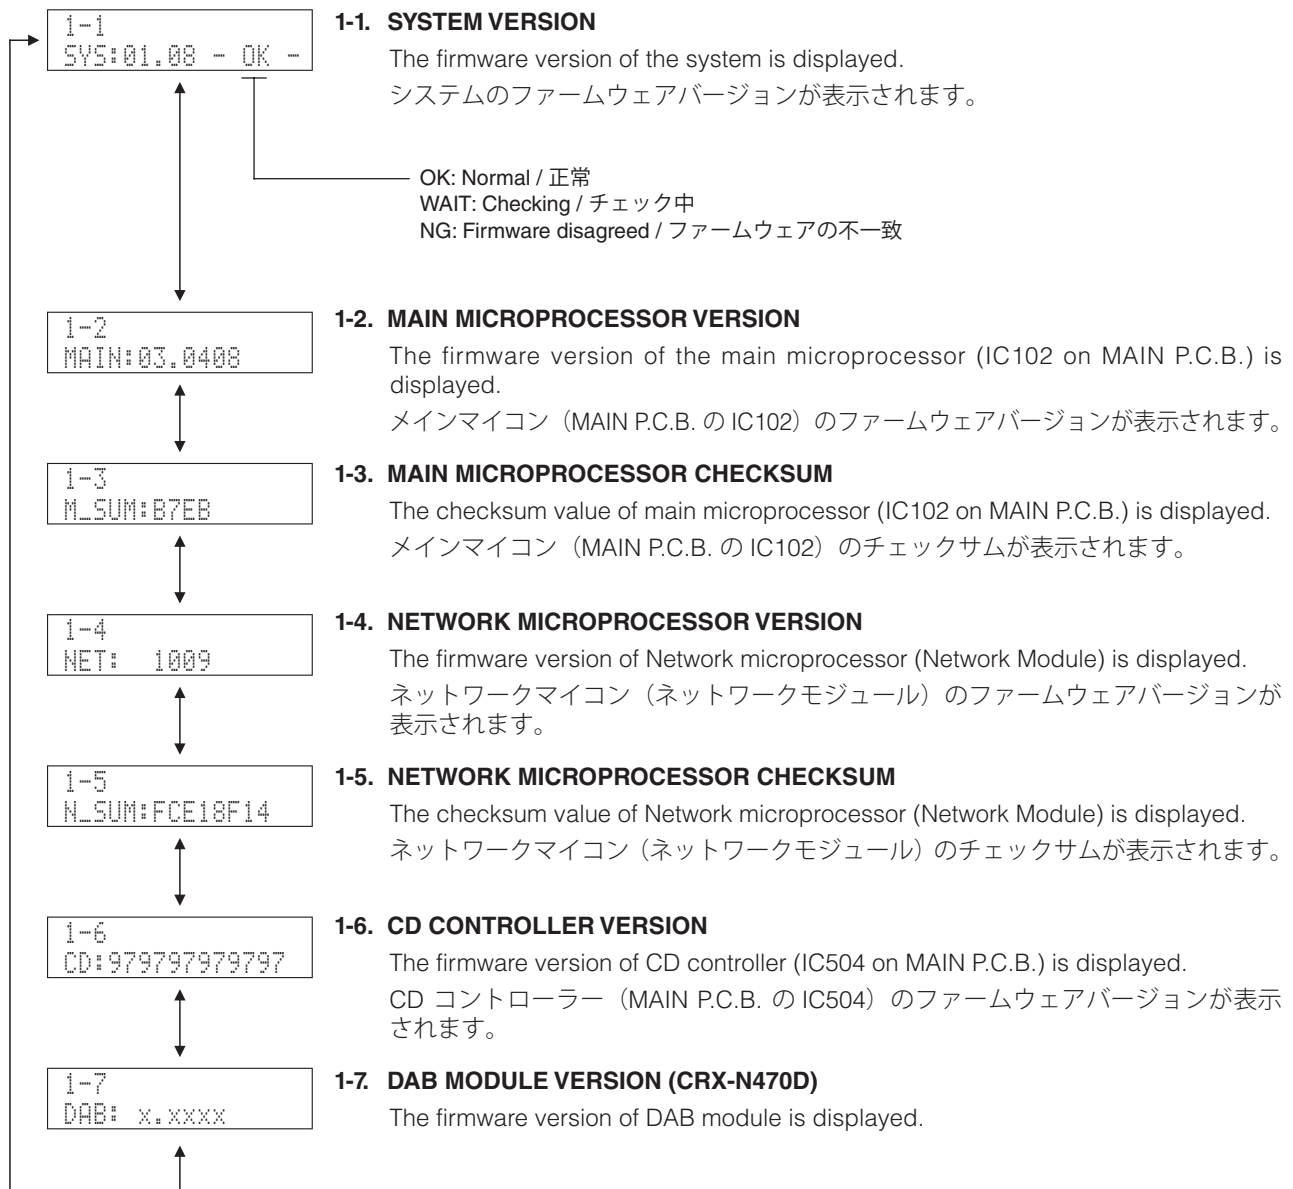 1-1
SYS:01.08 - OK -
1-1. SYSTEM VERSION
The firmware version of the system is displayed.
システムのファームウェアバージョンが表示されます。
OK: Normal / 正常
WAIT: Checking / チェック中
NG: Firmware disagreed / ファームウェアの不一致
1-2
MAIN:03.0408
1-2. MAIN MICROPROCESSOR VERSION
The firmware version of the main microprocessor (IC102 on MAIN P.C.B.) is
displayed.
メインマイコン（MAIN P.C.B. の IC102）のファームウェアバージョンが表示されます。
1-3
M_SUM:B7EB
1-3. MAIN MICROPROCESSOR CHECKSUM
The checksum value of main microprocessor (IC102 on MAIN P.C.B.) is displayed.
メインマイコン（MAIN P.C.B. の IC102）のチェックサムが表示されます。
1-4
NET: 1009
1-4. NETWORK MICROPROCESSOR VERSION
The firmware version of Network microprocessor (Network Module) is displayed.
ネットワークマイコン（ネットワークモジュール）のファームウェアバージョンが
表示されます。
1-5
N_SUM:FCE18F14
1-5. NETWORK MICROPROCESSOR CHECKSUM
The checksum value of Network microprocessor (Network Module) is displayed.
ネットワークマイコン（ネットワークモジュール）のチェックサムが表示されます。
1-6
CD:979797979797
1-6. CD CONTROLLER VERSION
The firmware version of CD controller (IC504 on MAIN P.C.B.) is displayed.
CD コントローラー（MAIN P.C.B. の IC504）のファームウェアバージョンが表示
されます。
1-7
DAB: x.xxxx
1-7. DAB MODULE VERSION (CRX-N470D)
The firmware version of DAB module is displayed.